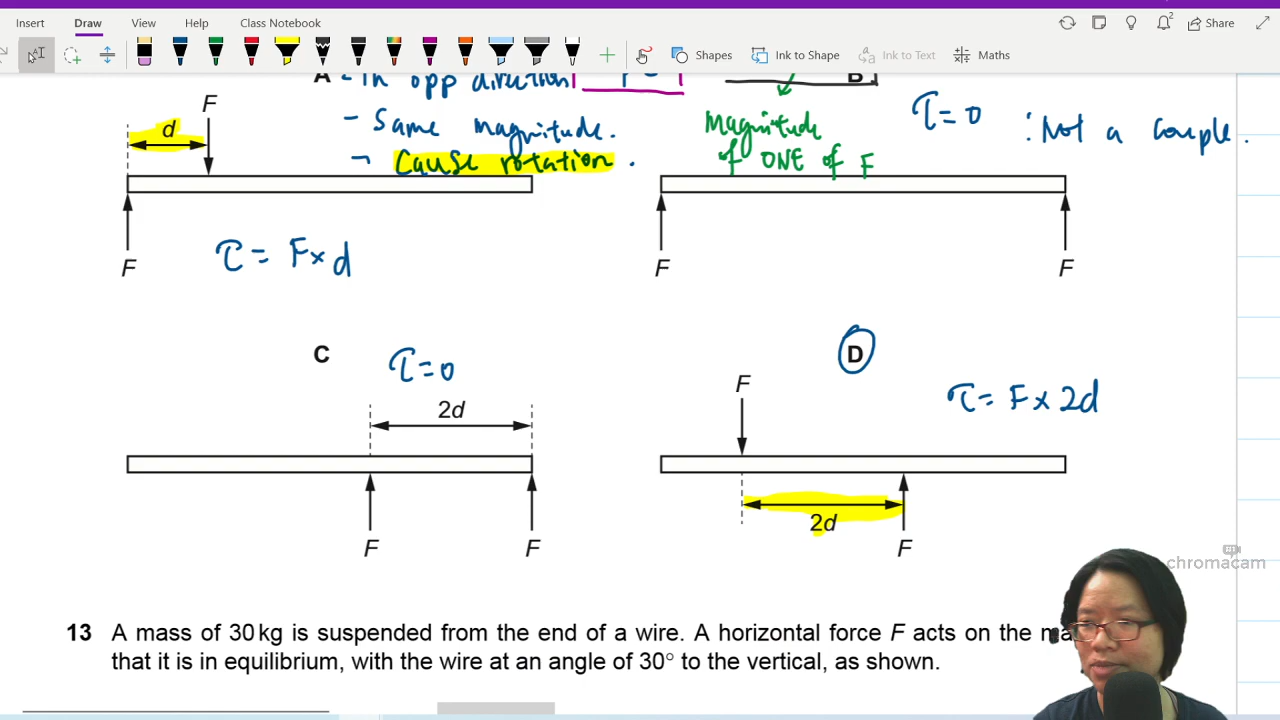 Insert Draw View Help Class Notebook
Share
Shapes Ink to Shape Ink to Text Maths
A - in opp direction
B
- Same magnitude.
- Cause rotation.
Magnitude
of ONE of F
τ=0 ∴ Not a couple.
F
d
F
τ = F× d
F F
C τ=0
D
2d
F
τ= F× 2d
F F
2d
F
chromacam
13 A mass of 30 kg is suspended from the end of a wire. A horizontal force F acts on the
that it is in equilibrium, with the wire at an angle of 30° to the vertical, as shown.